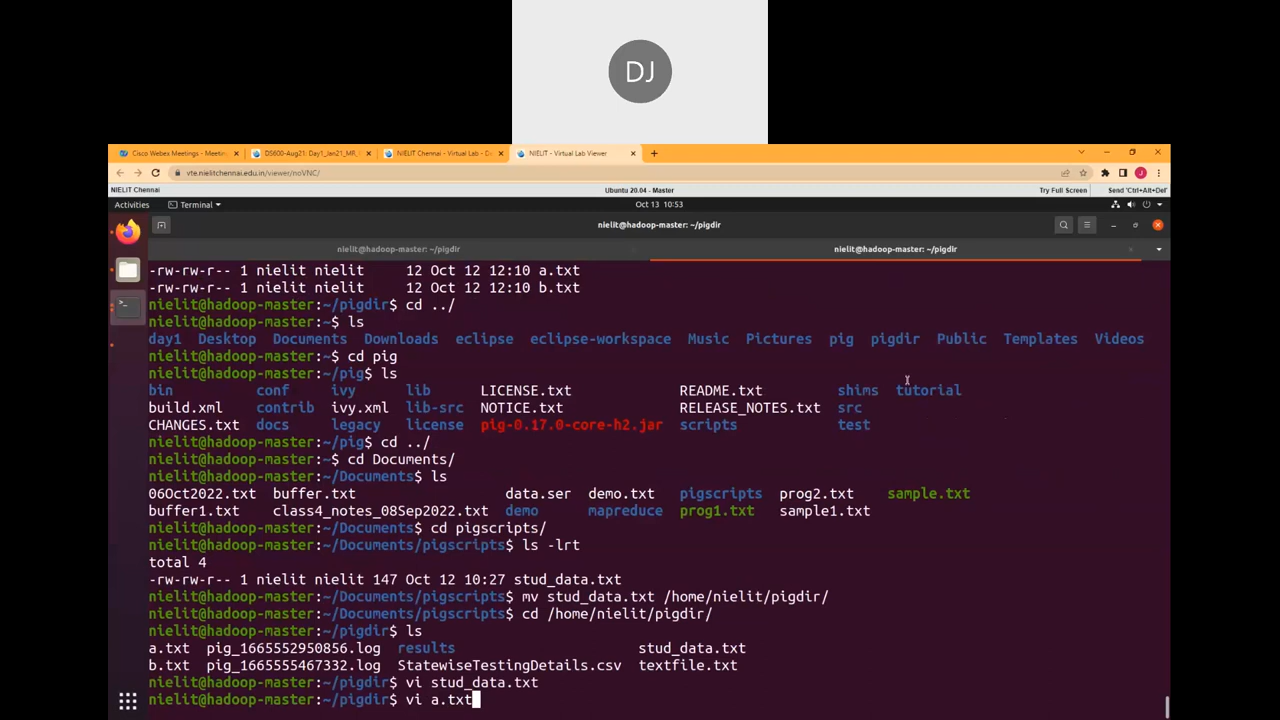 DJ
Cisco Webex Meetings - Meetin
DS600-Aug21: Day1_Jan21_MR,
NIELIT Chennai - Virtual Lab - D
NIELIT - Virtual Lab Viewer
vte.nielitchennai.edu.in/viewer/noVNC/
J
NIELIT Chennai Ubuntu 20.04 - Master Try Full Screen Send 'Ctrl+Alt+Del'
Activities Terminal Oct 13 10:53
nielit@hadoop-master: ~/pigdir
nielit@hadoop-master: ~/pigdir nielit@hadoop-master: ~/pigdir
-rw-rw-r-- 1 nielit nielit 12 Oct 12 12:10 a.txt
-rw-rw-r-- 1 nielit nielit 12 Oct 12 12:10 b.txt
nielit@hadoop-master:~/pigdir$ cd ../
nielit@hadoop-master:~$ ls
day1 Desktop Documents Downloads eclipse eclipse-workspace Music Pictures pig pigdir Public Templates Videos
nielit@hadoop-master:~$ cd pig
nielit@hadoop-master:~/pig$ ls
bin conf ivy lib LICENSE.txt README.txt shims tutorial
build.xml contrib ivy.xml lib-src NOTICE.txt RELEASE_NOTES.txt src
CHANGES.txt docs legacy license pig-0.17.0-core-h2.jar scripts test
nielit@hadoop-master:~/pig$ cd ../
nielit@hadoop-master:~$ cd Documents/
nielit@hadoop-master:~/Documents$ ls
06Oct2022.txt buffer.txt data.ser demo.txt pigscripts prog2.txt sample.txt
buffer1.txt class4_notes_08Sep2022.txt demo mapreduce prog1.txt sample1.txt
nielit@hadoop-master:~/Documents$ cd pigscripts/
nielit@hadoop-master:~/Documents/pigscripts$ ls -lrt
total 4
-rw-rw-r-- 1 nielit nielit 147 Oct 12 10:27 stud_data.txt
nielit@hadoop-master:~/Documents/pigscripts$ mv stud_data.txt /home/nielit/pigdir/
nielit@hadoop-master:~/Documents/pigscripts$ cd /home/nielit/pigdir/
nielit@hadoop-master:~/pigdir$ ls
a.txt pig_1665552950856.log results stud_data.txt
b.txt pig_1665555467332.log StatewiseTestingDetails.csv textfile.txt
nielit@hadoop-master:~/pigdir$ vi stud_data.txt
nielit@hadoop-master:~/pigdir$ vi a.txt